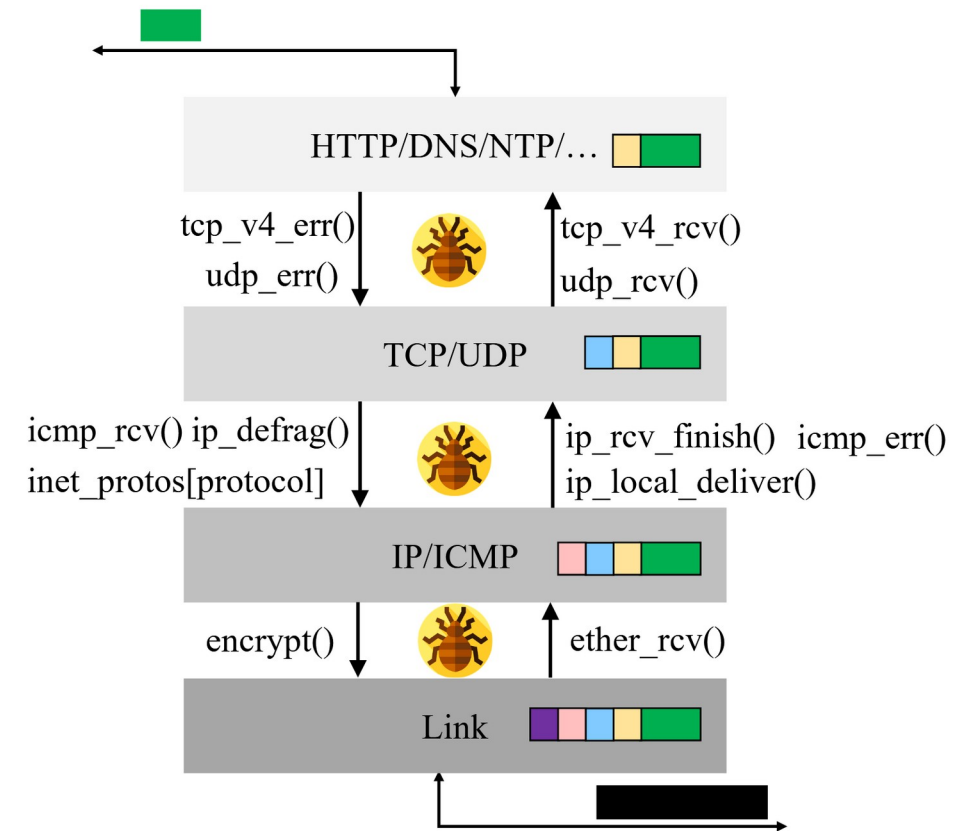 HTTP/DNS/NTP/…
tcp_v4_err()
udp_err()
tcp_v4_rcv()
udp_rcv()
TCP/UDP
icmp_rcv() ip_defrag()
inet_protos[protocol]
ip_rcv_finish() icmp_err()
ip_local_deliver()
IP/ICMP
encrypt()
ether_rcv()
Link